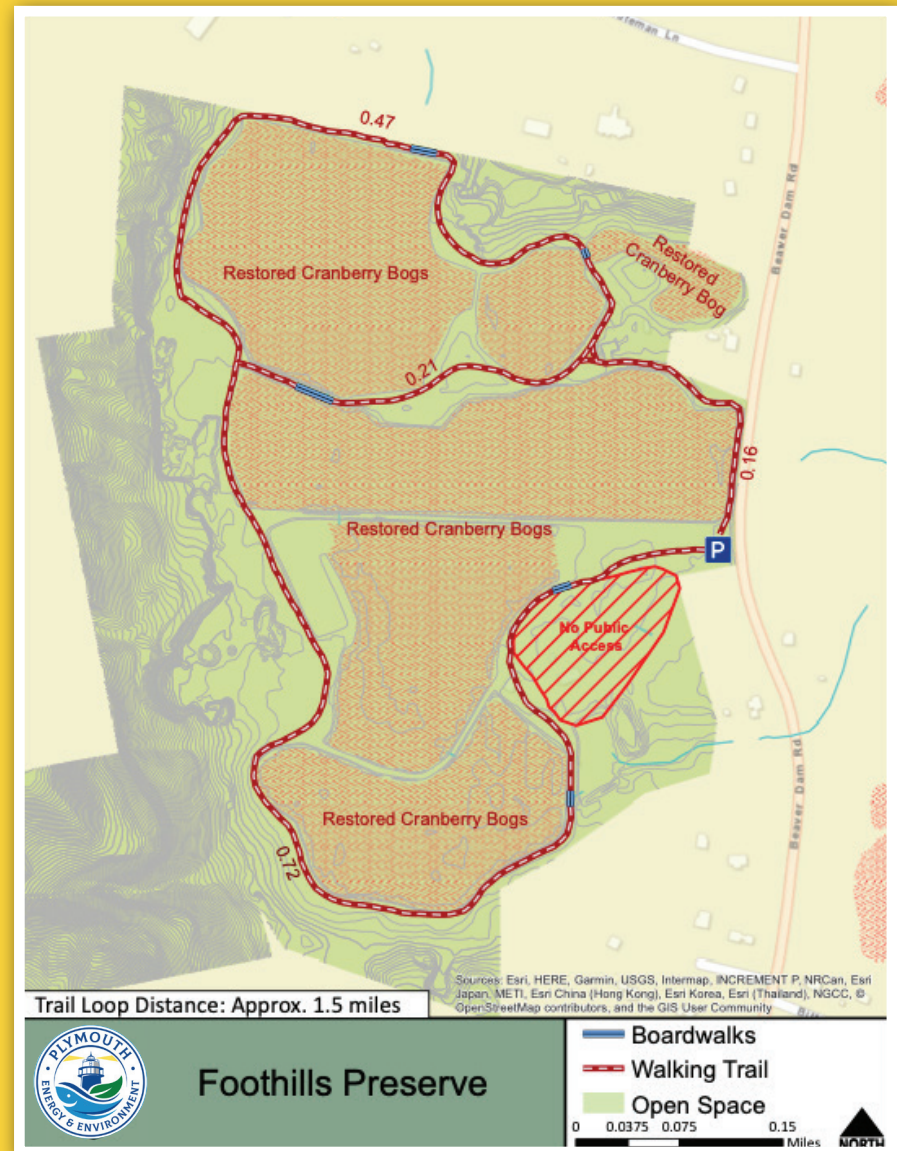 ateman Ln
0.47
Beaver Dam Rd
Restored
Cranberry Bog
Restored Cranberry Bogs
0.21
0.16
Restored Cranberry Bogs
P
No Public
Access
Beaver Dam Rd
Restored Cranberry Bogs
0.72
Sources: Esri, HERE, Garmin, USGS, Intermap, INCREMENT P, NRCan, Esri
Japan, METI, Esri China (Hong Kong), Esri Korea, Esri (Thailand), NGCC, ©
OpenStreetMap contributors, and the GIS User Community
Trail Loop Distance: Approx. 1.5 miles
PLYMOUTH
ENERGY & ENVIRONMENT
Foothills Preserve
Boardwalks
Walking Trail
Open Space
0 0.0375 0.075 0.15
Miles
NORTH